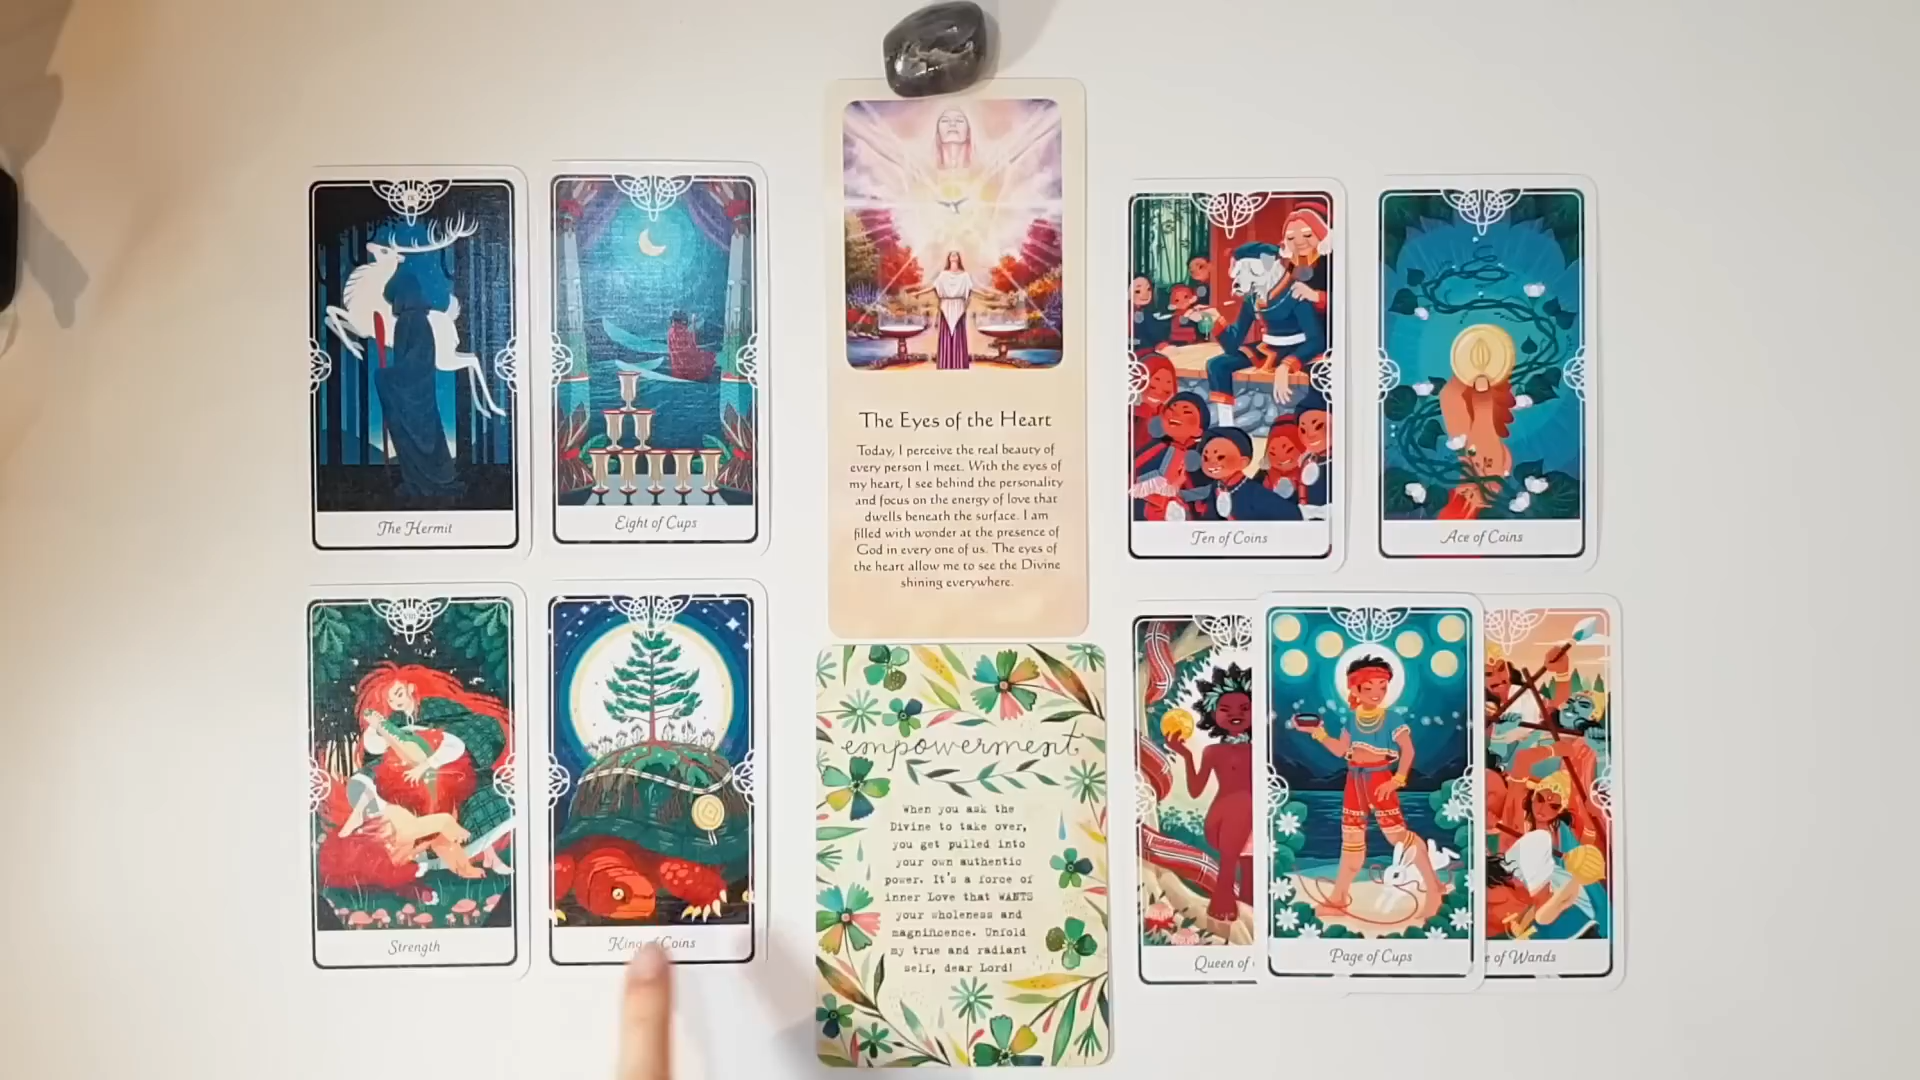 IX
The Hermit
Eight of Cups
The Eyes of the Heart
Today, I perceive the real beauty of
every person I meet. With the eyes of
my heart, I see behind the personality
and focus on the energy of love that
dwells beneath the surface. I am
filled with wonder at the presence of
God in every one of us. The eyes of
the heart allow me to see the Divine
shining everywhere.
Ten of Coins
Ace of Coins
VIII
Strength
King of Coins
empowerment
When you ask the
Divine to take over,
you get pulled into
your own authentic
power. It's a force of
inner Love that WANTS
your wholeness and
magnificence. Unfold
my true and radiant
self, dear Lord!
Queen of
Page of Cups
e of Wands